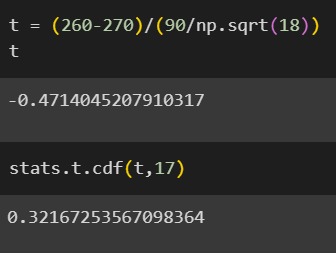 t = (260-270)/(90/np.sqrt(18))
t
-0.4714045207910317
stats.t.cdf(t,17)
0.32167253567098364